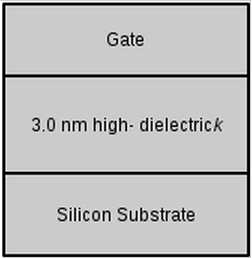 Gate
3.0 nm high- dielectrick
Silicon Substrate